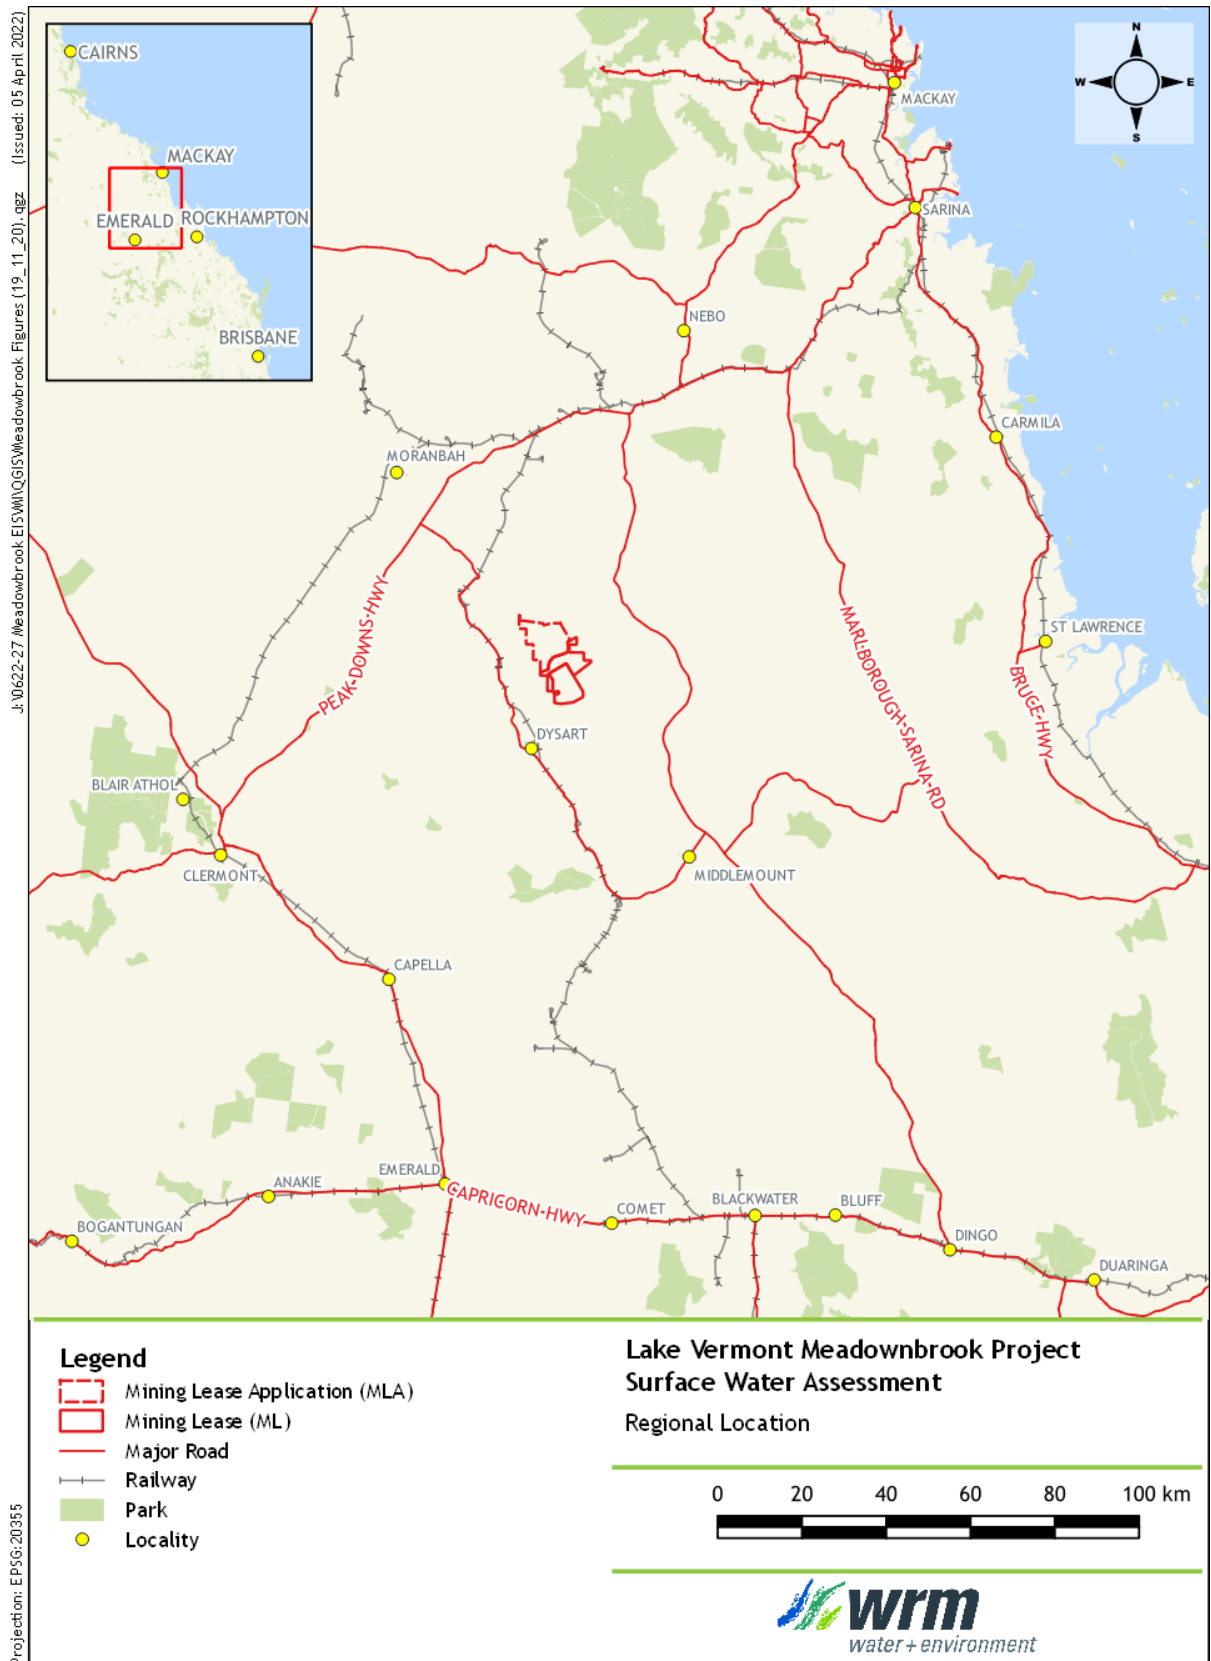 J:\0622-27 Meadowbrook EIS\WM\QGIS\Meadowbrook Figures (19_11_20).qgz (Issued: 05 April 2022)
Projection: EPSG:20355
CAIRNS
MACKAY
EMERALD
ROCKHAMPTON
BRISBANE
N
W
E
S
MACKAY
SARINA
NEBO
CARMILA
MORANBAH
PEAK-DOWNS-HWY
MARLBOROUGH-SARINA-RD
ST LAWRENCE
BRUCE-HWY
DYSART
BLAIR ATHOL
CLERMONT
MIDDLEMOUNT
CAPELLA
EMERALD
ANAKIE
BOGANTUNGAN
CAPRICORN-HWY
COMET
BLACKWATER
BLUFF
DINGO
DUARINGA
Legend
Mining Lease Application (MLA)
Mining Lease (ML)
Major Road
Railway
Park
Locality
Lake Vermont Meadownbrook Project
Surface Water Assessment
Regional Location
0 20 40 60 80 100 km
wrm
water+environment